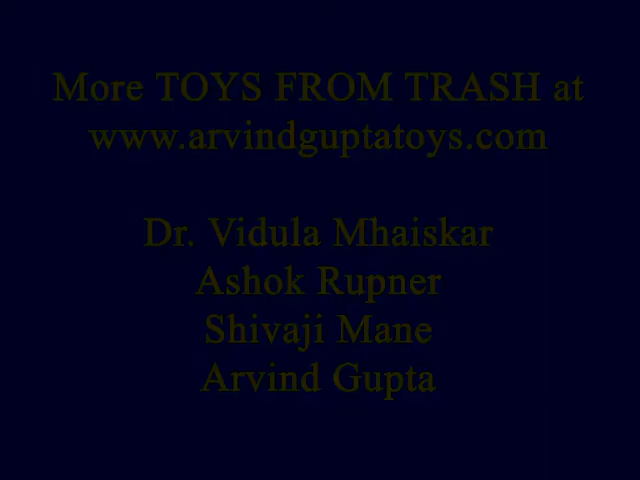 More TOYS FROM TRASH at
www.arvindguptatoys.com
Dr. Vidula Mhaiskar
Ashok Rupner
Shivaji Mane
Arvind Gupta